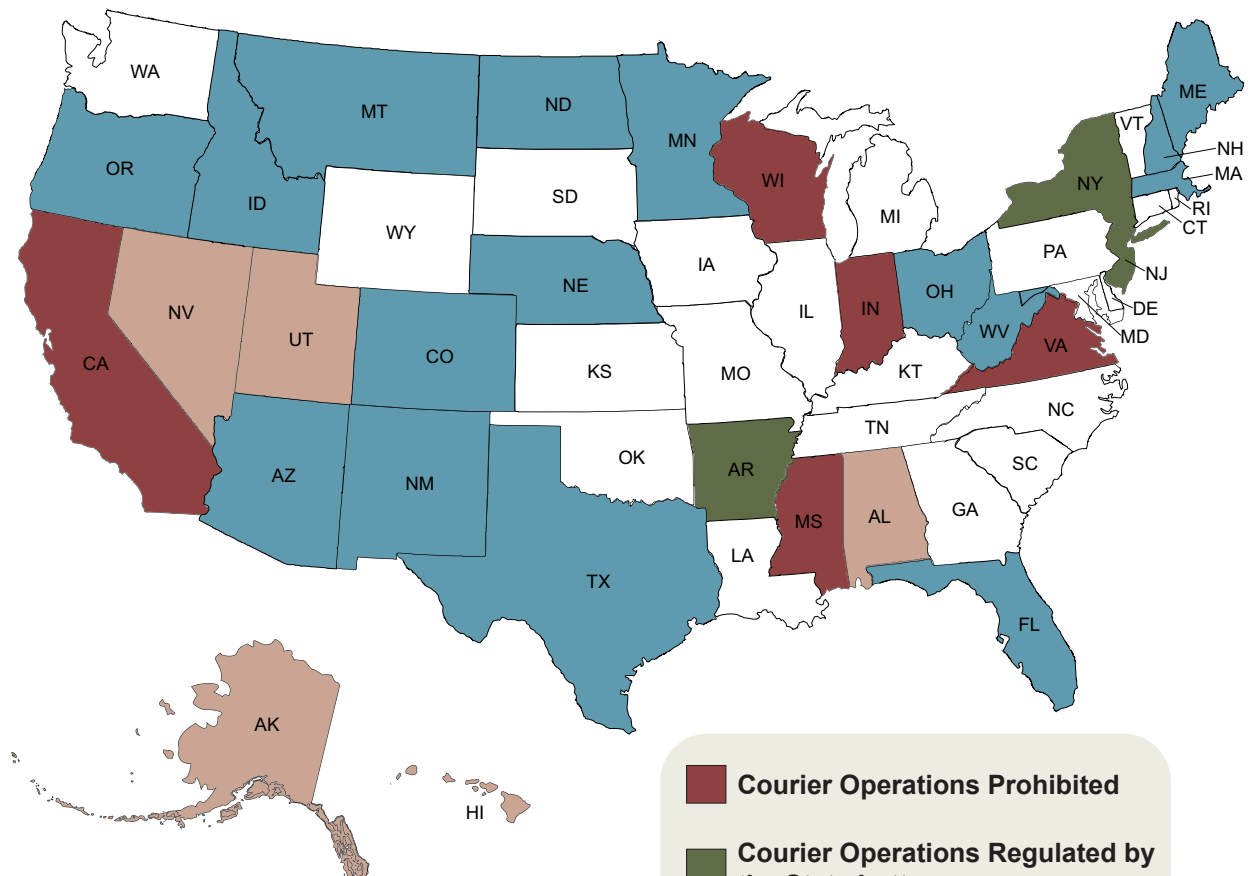 WA
MT
ND
MN
ME
VT
NH
MA
OR
ID
WY
SD
WI
MI
NY
RI
CT
IA
PA
NJ
NE
NV
UT
CO
IL
IN
OH
WV
DE
MD
VA
CA
KS
MO
KT
NC
TN
AZ
NM
OK
AR
SC
MS
AL
GA
LA
TX
FL
AK
HI
Courier Operations Prohibited
Courier Operations Regulated by